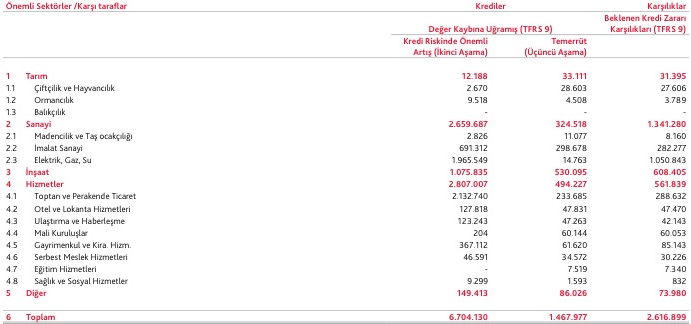 Önemli Sektörler /Karşı taraflar Krediler Karşılıklar
Değer Kaybına Uğramış (TFRS 9) Beklenen Kredi Zararı Karşılıkları (TFRS 9)
Kredi Riskinde Önemli Artış (İkinci Aşama) Temerrüt (Üçüncü Aşama)
1 Tarım 12.188 33.111 31.395
1.1 Çiftçilik ve Hayvancılık 2.670 28.603 27.606
1.2 Ormancılık 9.518 4.508 3.789
1.3 Balıkçılık - - -
2 Sanayi 2.659.687 324.518 1.341.280
2.1 Madencilik ve Taş ocakçılığı 2.826 11.077 8.160
2.2 İmalat Sanayi 691.312 298.678 282.277
2.3 Elektrik, Gaz, Su 1.965.549 14.763 1.050.843
3 İnşaat 1.075.835 530.095 608.405
4 Hizmetler 2.807.007 494.227 561.839
4.1 Toptan ve Perakende Ticaret 2.132.740 233.685 288.632
4.2 Otel ve Lokanta Hizmetleri 127.818 47.831 47.470
4.3 Ulaştırma ve Haberleşme 123.243 47.263 42.143
4.4 Mali Kuruluşlar 204 60.144 60.053
4.5 Gayrimenkul ve Kira. Hizm. 367.112 61.620 85.143
4.6 Serbest Meslek Hizmetleri 46.591 34.572 30.226
4.7 Eğitim Hizmetleri - 7.519 7.340
4.8 Sağlık ve Sosyal Hizmetler 9.299 1.593 832
5 Diğer 149.413 86.026 73.980
6 Toplam 6.704.130 1.467.977 2.616.899